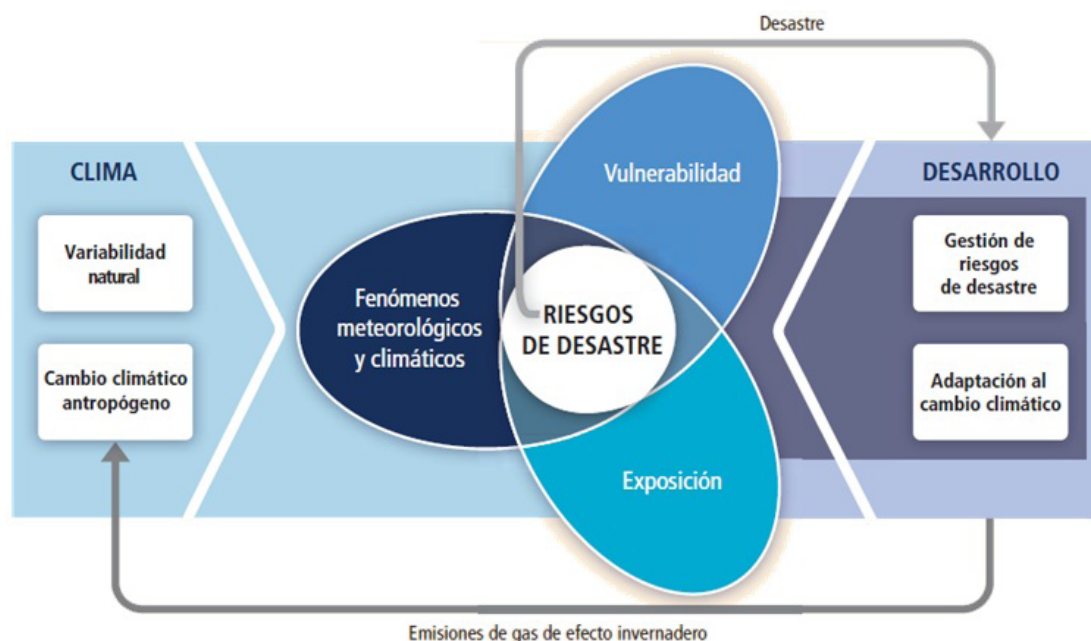 Desastre
CLIMA
Variabilidad
natural
Cambio climático
antropógeno
Fenómenos
meteorológicos
y climáticos
Vulnerabilidad
RIESGOS
DE DESASTRE
Exposición
DESARROLLO
Gestión de
riesgos
de desastre
Adaptación al
cambio climático
Emisiones de gas de efecto invernadero